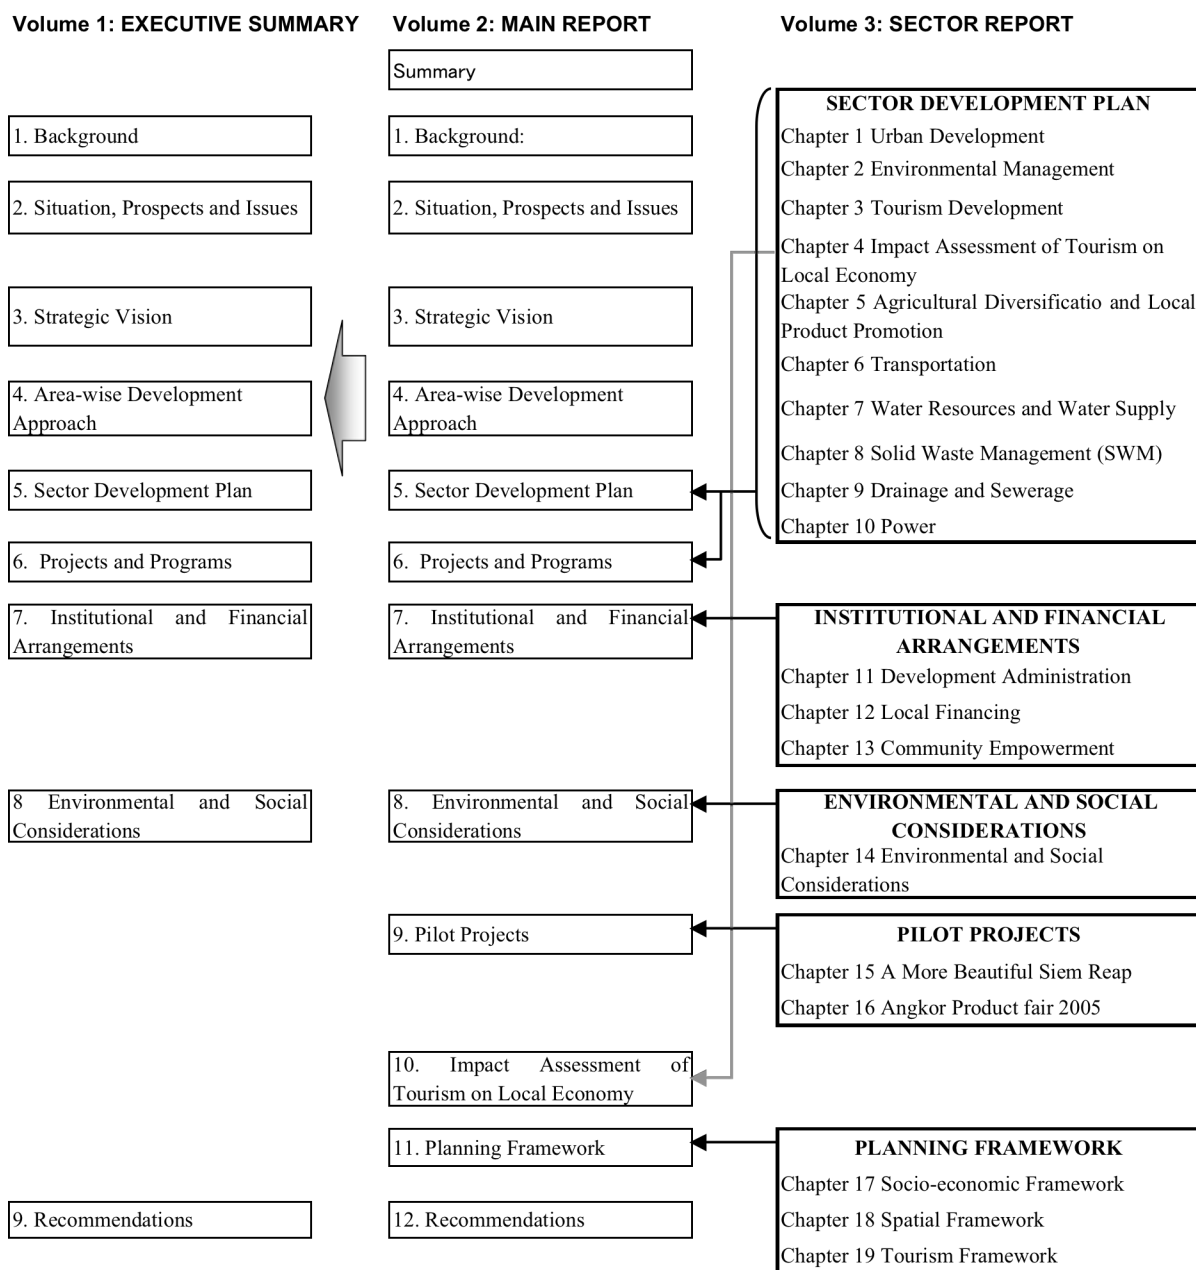 Volume 1: EXECUTIVE SUMMARY
1. Background
2. Situation, Prospects and Issues
3. Strategic Vision
4. Area-wise Development
Approach
5. Sector Development Plan
6. Projects and Programs
7. Institutional and Financial
Arrangements
8 Environmental and Social
Considerations
9. Recommendations
Volume 2: MAIN REPORT
Summary
1. Background:
2. Situation, Prospects and Issues
3. Strategic Vision
4. Area-wise Development
Approach
5. Sector Development Plan
6. Projects and Programs
7. Institutional and Financial
Arrangements
8. Environmental and Social
Considerations
9. Pilot Projects
10. Impact Assessment of
Tourism on Local Economy
11. Planning Framework
12. Recommendations
Volume 3: SECTOR REPORT
SECTOR DEVELOPMENT PLAN
Chapter 1 Urban Development
Chapter 2 Environmental Management
Chapter 3 Tourism Development
Chapter 4 Impact Assessment of Tourism on
Local Economy
Chapter 5 Agricultural Diversificatio and Local
Product Promotion
Chapter 6 Transportation
Chapter 7 Water Resources and Water Supply
Chapter 8 Solid Waste Management (SWM)
Chapter 9 Drainage and Sewerage
Chapter 10 Power
INSTITUTIONAL AND FINANCIAL
ARRANGEMENTS
Chapter 11 Development Administration
Chapter 12 Local Financing
Chapter 13 Community Empowerment
ENVIRONMENTAL AND SOCIAL
CONSIDERATIONS
Chapter 14 Environmental and Social
Considerations
PILOT PROJECTS
Chapter 15 A More Beautiful Siem Reap
Chapter 16 Angkor Product fair 2005
PLANNING FRAMEWORK
Chapter 17 Socio-economic Framework
Chapter 18 Spatial Framework
Chapter 19 Tourism Framework